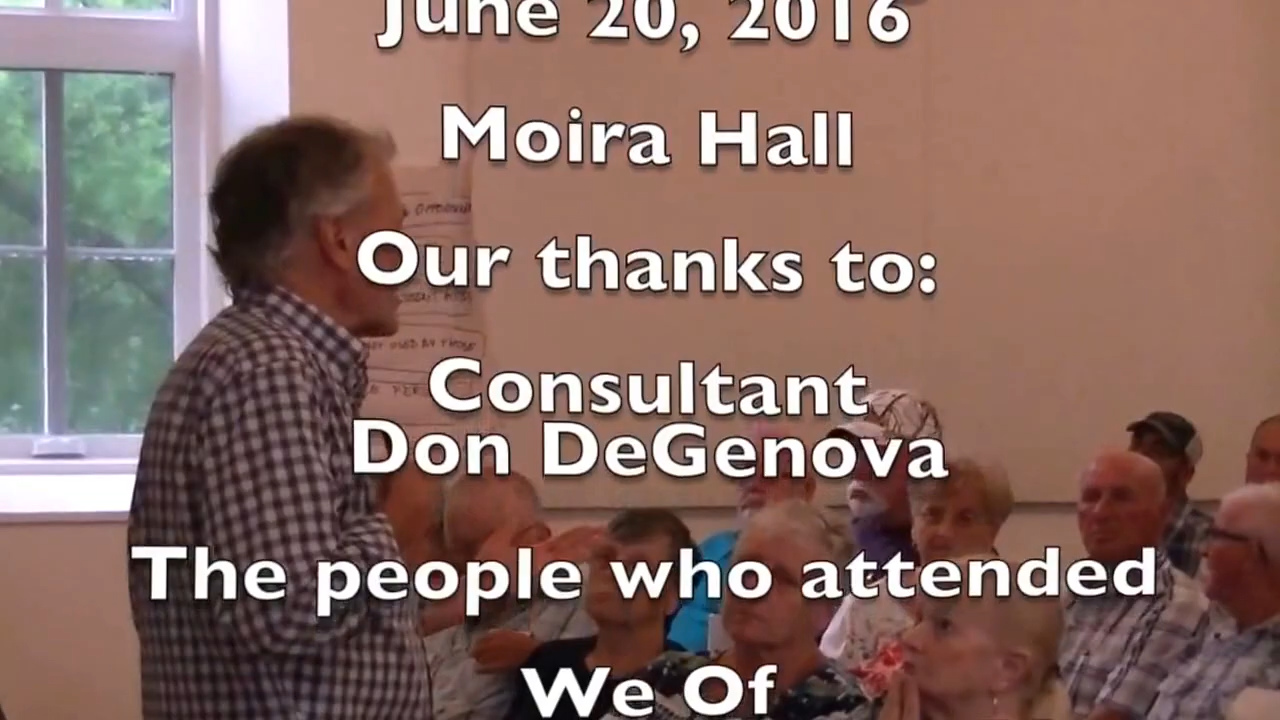 June 20, 2016
Moira Hall
Our thanks to:
Consultant
Don DeGenova
The people who attended
We Of